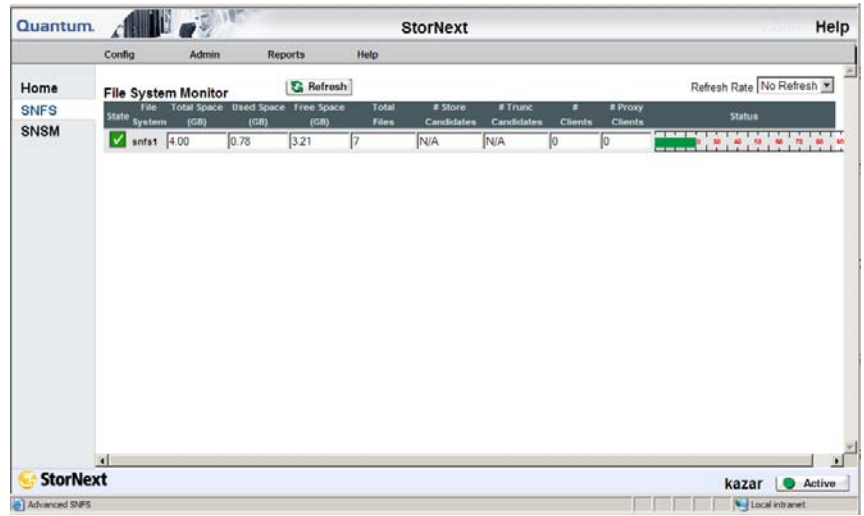 Quantum. StorNext Help
Config Admin Reports Help
Home
SNFS
SNSM
File System Monitor Refresh Refresh Rate No Refresh
State File System Total Space (GB) Used Space (GB) Free Space (GB) Total Files # Store Candidates # Trunc Candidates # Clients # Proxy Clients Status
snfs1 4.00 0.78 3.21 7 N/A N/A 0 0
StorNext kazar Active
Advanced SNFS Local intranet